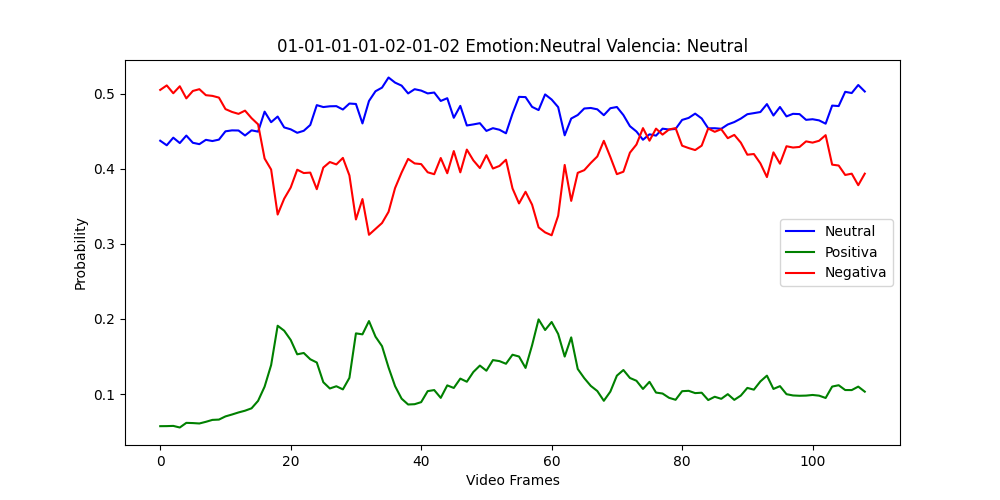 01-01-01-01-02-01-02 Emotion:Neutral Valencia: Neutral
Probability
0.5
0.4
0.3
0.2
0.1
Neutral
Positiva
Negativa
0 20 40 60 80 100
Video Frames